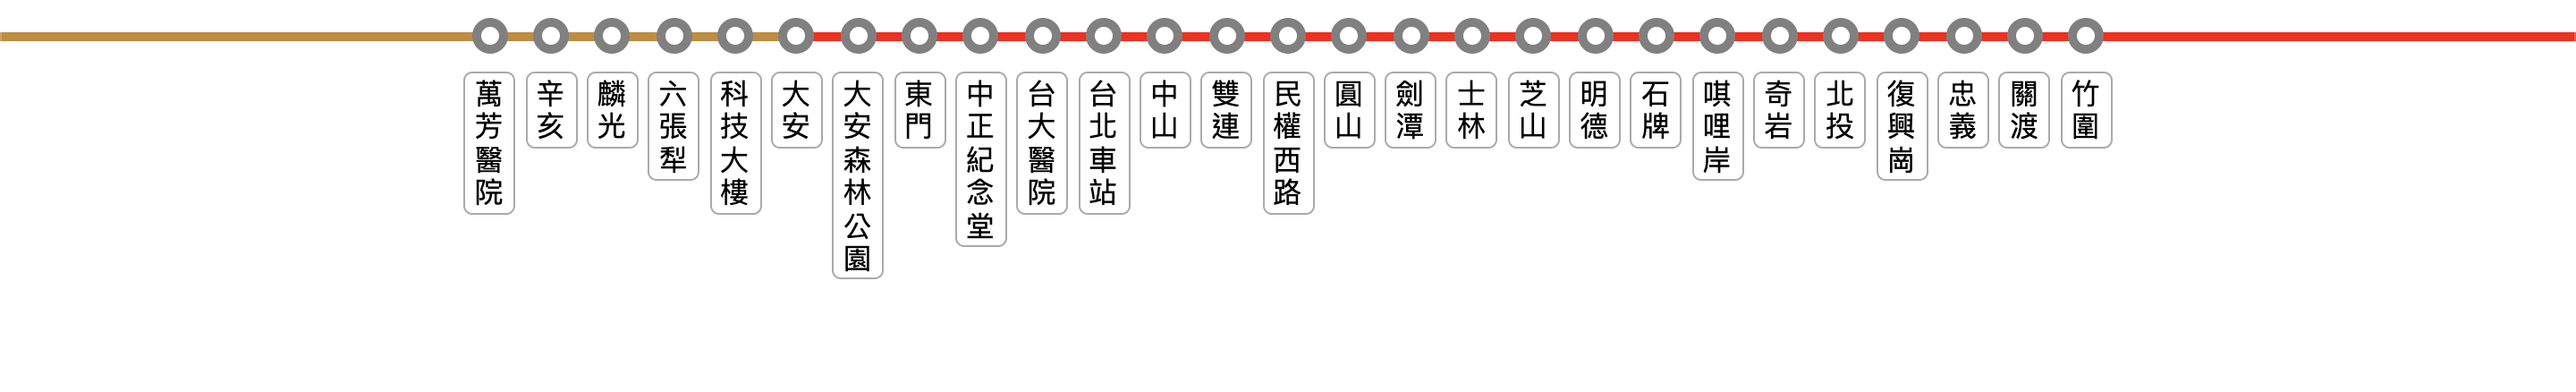 萬芳醫院
辛亥
麟光
六張犁
科技大樓
大安
大安森林公園
東門
中正紀念堂
台大醫院
台北車站
中山
雙連
民權西路
圓山
劍潭
士林
芝山
明德
石牌
唭哩岸
奇岩
北投
復興崗
忠義
關渡
竹圍